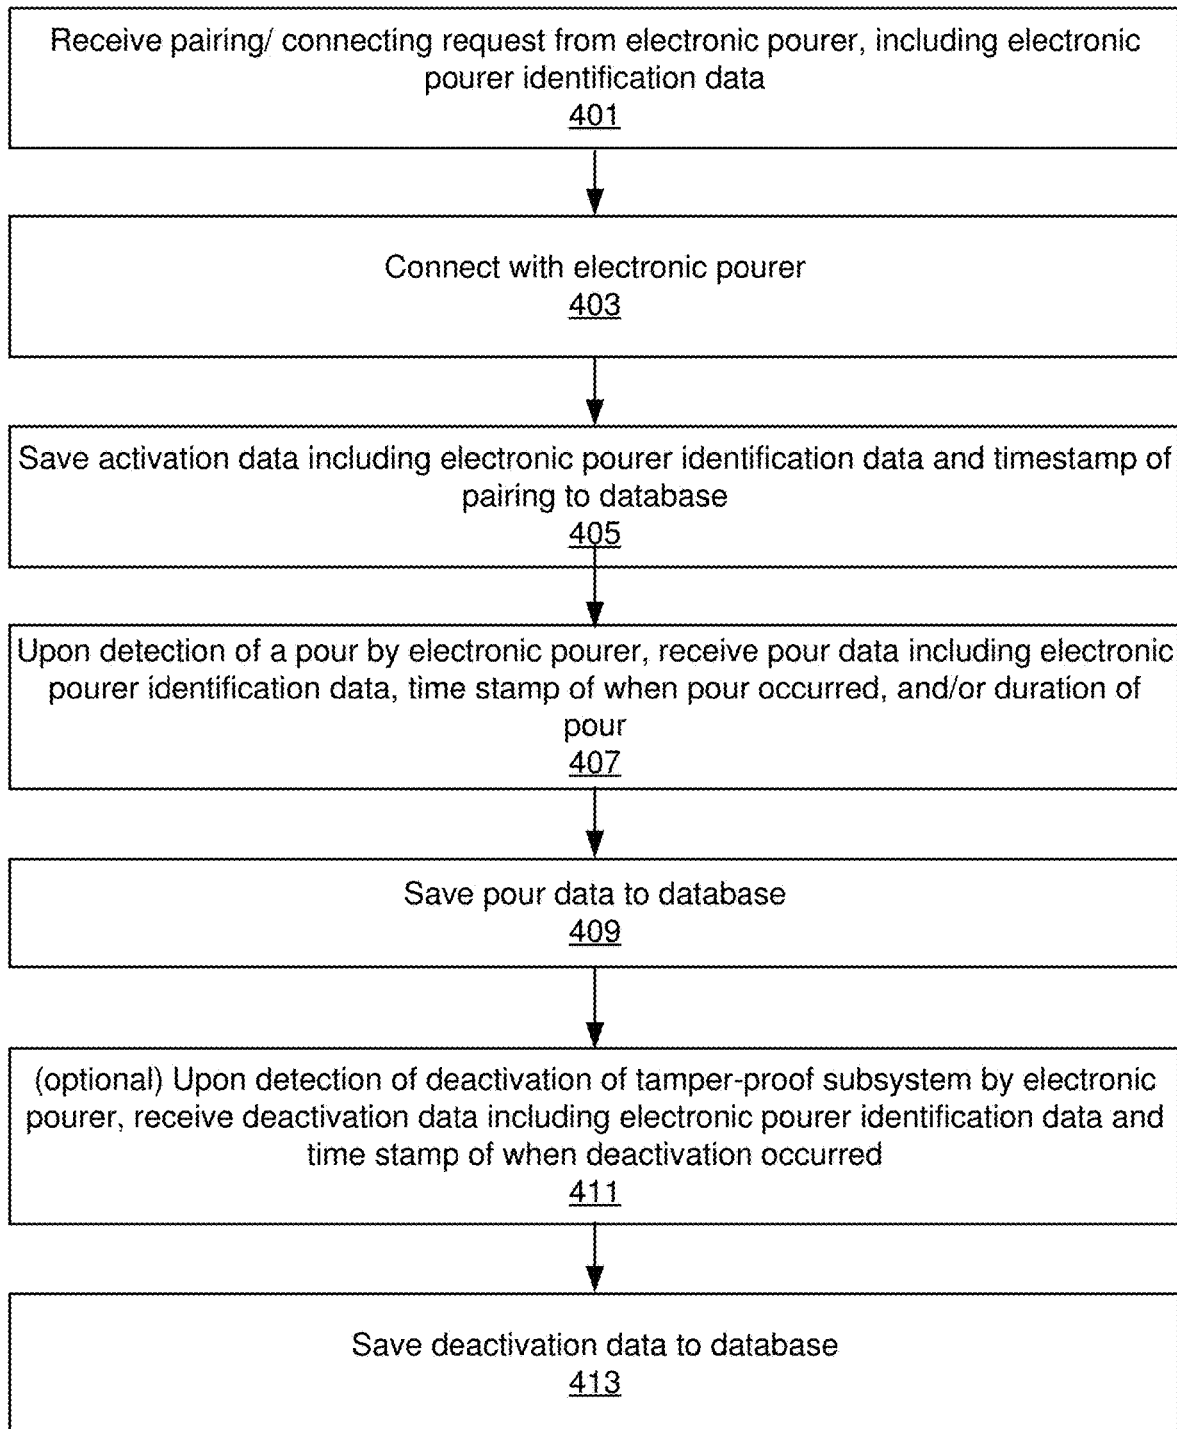 Receive pairing/ connecting request from electronic pourer, including electronic
pourer identification data
401
Connect with electronic pourer
403
Save activation data including electronic pourer identification data and timestamp of
pairing to database
405
Upon detection of a pour by electronic pourer, receive pour data including electronic
pourer identification data, time stamp of when pour occurred, and/or duration of
pour
407
Save pour data to database
409
(optional) Upon detection of deactivation of tamper-proof subsystem by electronic
pourer, receive deactivation data including electronic pourer identification data and
time stamp of when deactivation occurred
411
Save deactivation data to database
413